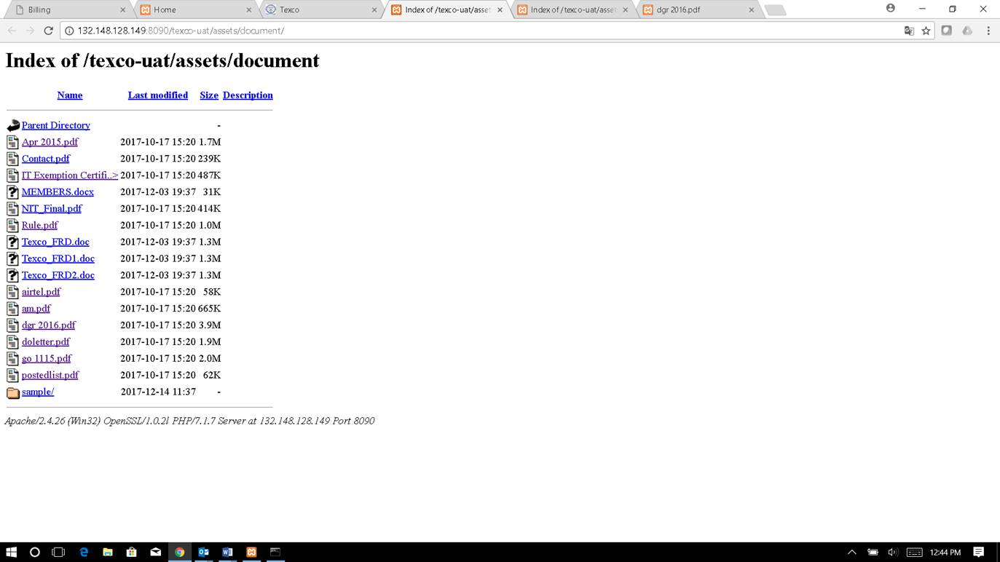 Billing
Home
Texco
Index of /texco-uat/asset
Index of /texco-uat/asset
dgr 2016.pdf
132.148.128.149:8090/texco-uat/assets/document/
Index of /texco-uat/assets/document
Name Last modified Size Description
Parent Directory -
Apr 2015.pdf 2017-10-17 15:20 1.7M
Contact.pdf 2017-10-17 15:20 239K
IT Exemption Certifi..> 2017-10-17 15:20 487K
MEMBERS.docx 2017-12-03 19:37 31K
NIT_Final.pdf 2017-10-17 15:20 414K
Rule.pdf 2017-10-17 15:20 1.0M
Texco_FRD.doc 2017-12-03 19:37 1.3M
Texco_FRD1.doc 2017-12-03 19:37 1.3M
Texco_FRD2.doc 2017-12-03 19:37 1.3M
airtel.pdf 2017-10-17 15:20 58K
am.pdf 2017-10-17 15:20 665K
dgr 2016.pdf 2017-10-17 15:20 3.9M
doletter.pdf 2017-10-17 15:20 1.9M
go 1115.pdf 2017-10-17 15:20 2.0M
postedlist.pdf 2017-10-17 15:20 62K
sample/ 2017-12-14 11:37 -
Apache/2.4.26 (Win32) OpenSSL/1.0.2l PHP/7.1.7 Server at 132.148.128.149 Port 8090
12:44 PM